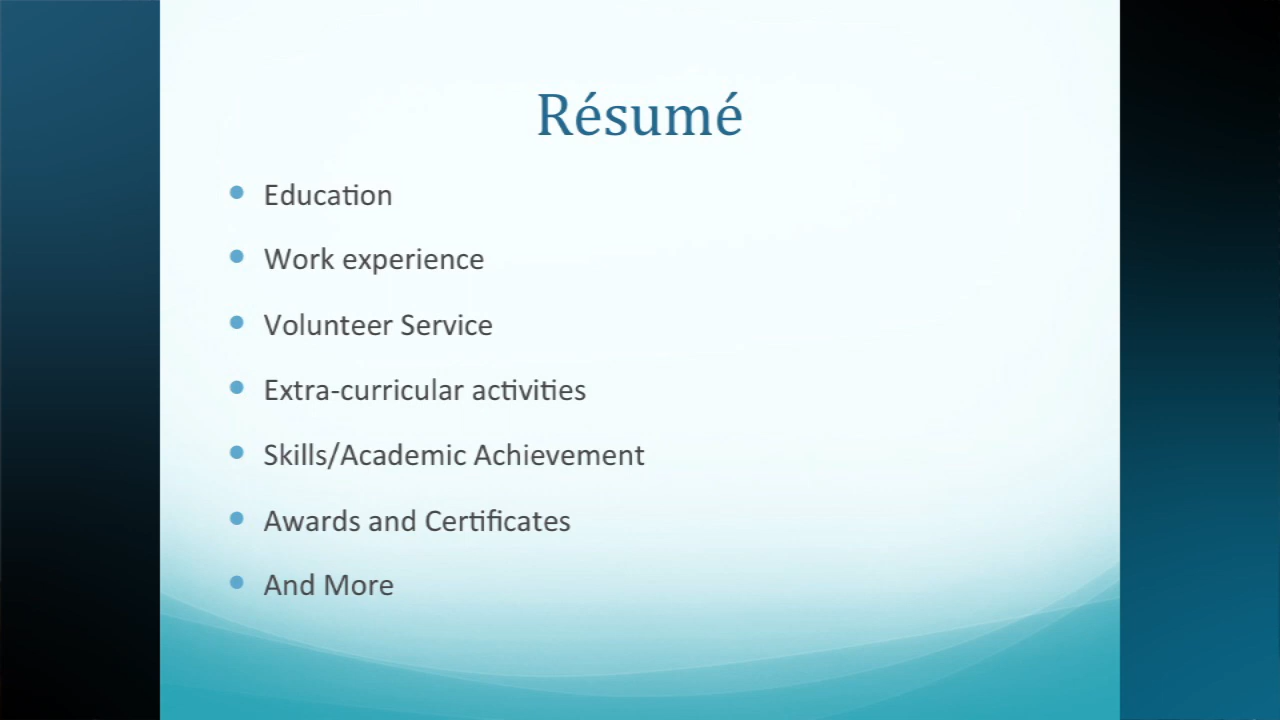 Résumé
Education
Work experience
Volunteer Service
Extra-curricular activities
Skills/Academic Achievement
Awards and Certificates
And More